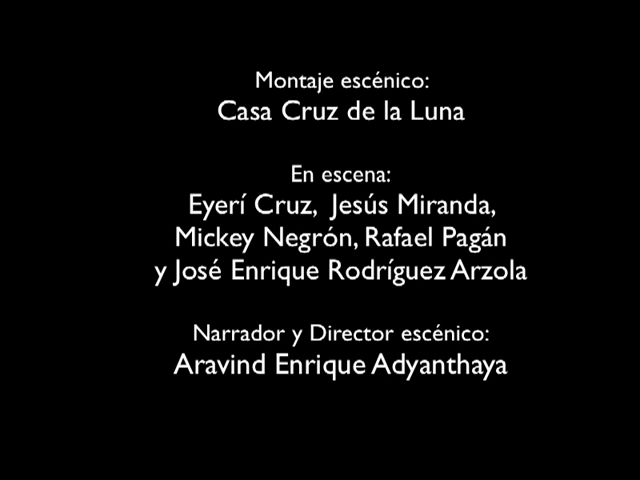 Montaje escénico:
Casa Cruz de la Luna
En escena:
Eyerí Cruz, Jesús Miranda,
Mickey Negrón, Rafael Pagán
y José Enrique Rodríguez Arzola
Narrador y Director escénico:
Aravind Enrique Adyanthaya